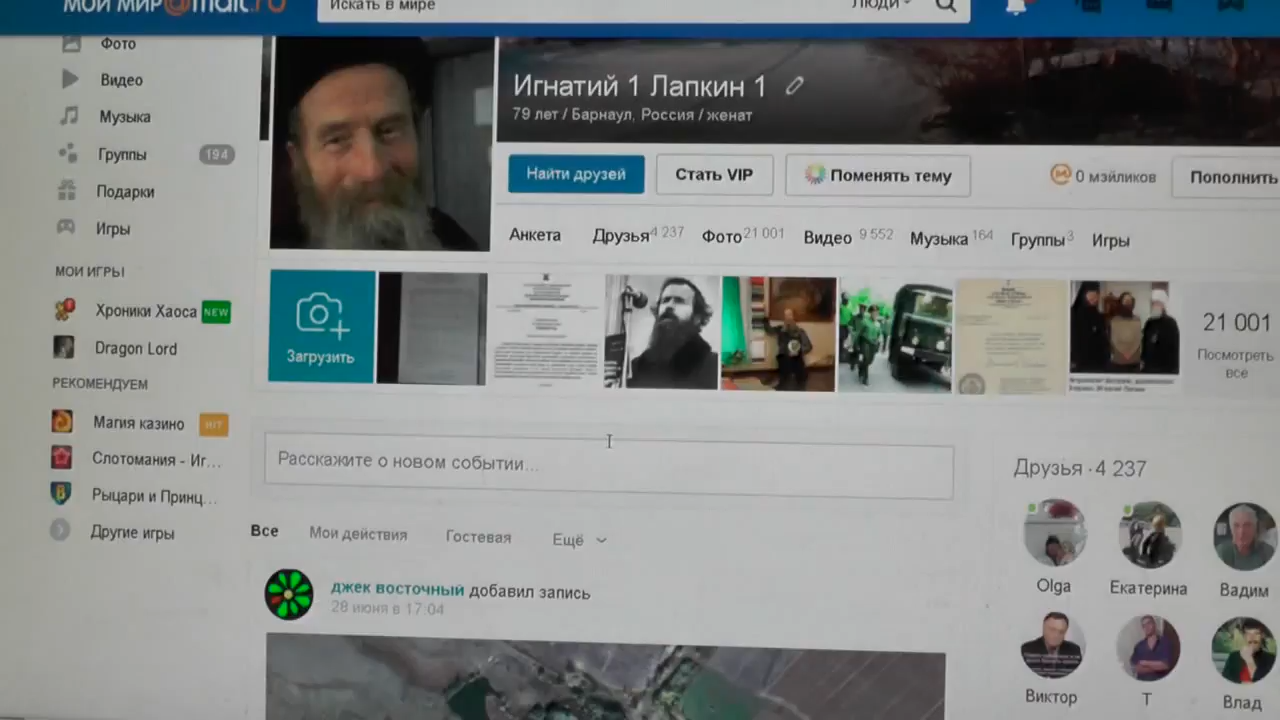 МОЙ МИР@mail.ru
Искать в мире
Люди
Фото
Видео
Музыка
Группы 194
Подарки
Игры
МОИ ИГРЫ
Хроники Хаоса NEW
Dragon Lord
РЕКОМЕНДУЕМ
Магия казино HIT
Слотомания - Иг...
Рыцари и Принц...
Другие игры
Игнатий 1 Лапкин 1
79 лет / Барнаул, Россия / женат
Найти друзей
Стать VIP
Поменять тему
0 мэйликов
Пополнить
Анкета Друзья 4 237 Фото 21 001 Видео 9 552 Музыка 164 Группы 3 Игры
Загрузить
21 001
Посмотреть
все
Расскажите о новом событии...
Все Мои действия Гостевая Ещё
джек восточный добавил запись
28 июня в 17:04
Друзья · 4 237
Olga Екатерина Вадим
Виктор Т Влад